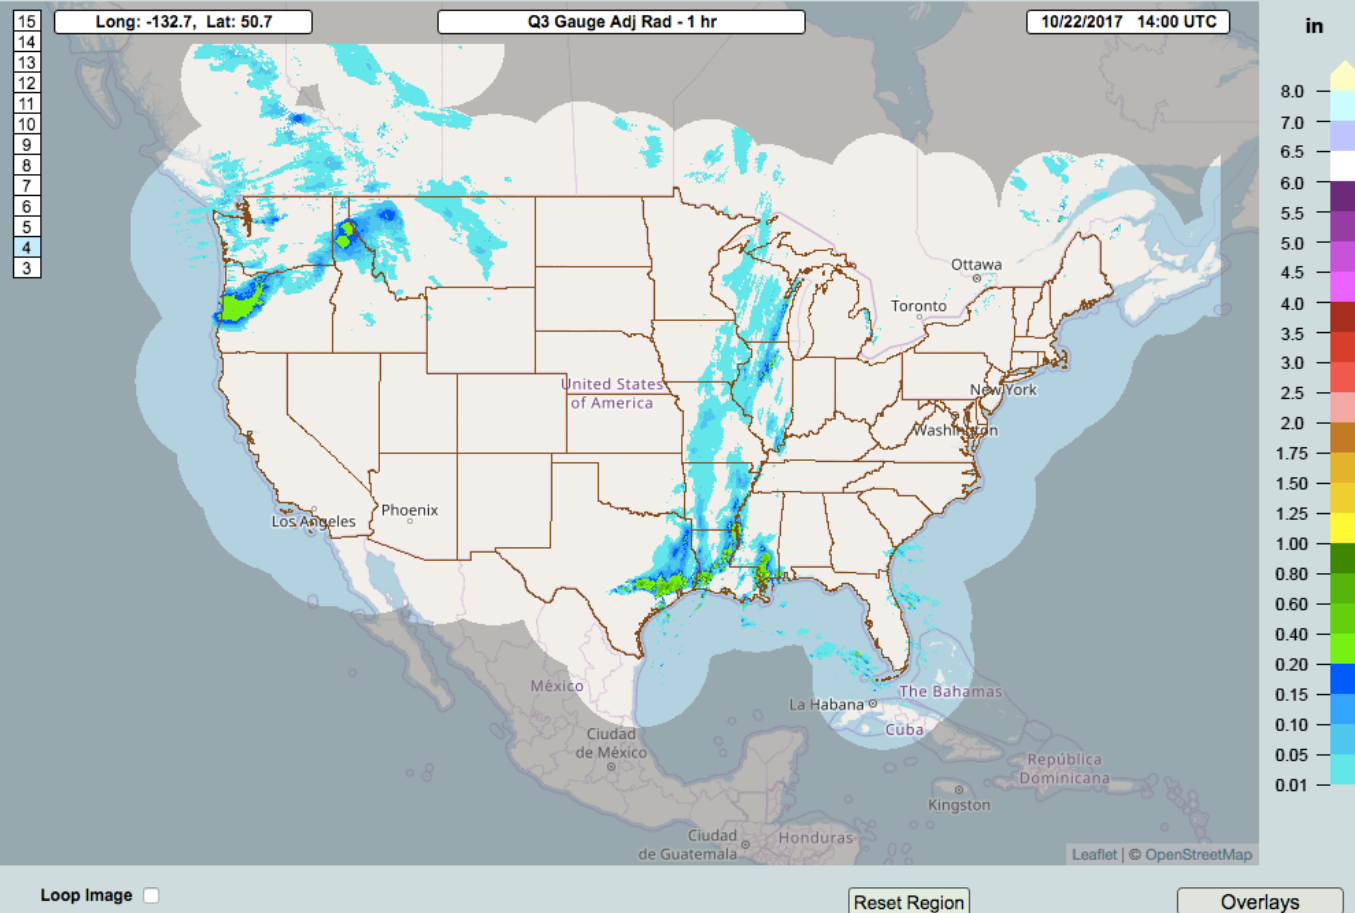 Long: -132.7, Lat: 50.7
Q3 Gauge Adj Rad - 1 hr
10/22/2017 14:00 UTC
in
15
14
13
12
11
10
9
8
7
6
5
4
3
8.0
7.0
6.5
6.0
5.5
5.0
4.5
4.0
3.5
3.0
2.5
2.0
1.75
1.50
1.25
1.00
0.80
0.60
0.40
0.20
0.15
0.10
0.05
0.01
Ottawa
Toronto
United States
of America
New York
Washington
Los Angeles
Phoenix
México
The Bahamas
La Habana
Cuba
Ciudad
de México
República
Dominicana
Kingston
Ciudad
de Guatemala
Honduras
Leaflet | © OpenStreetMap
Loop Image
Reset Region
Overlays